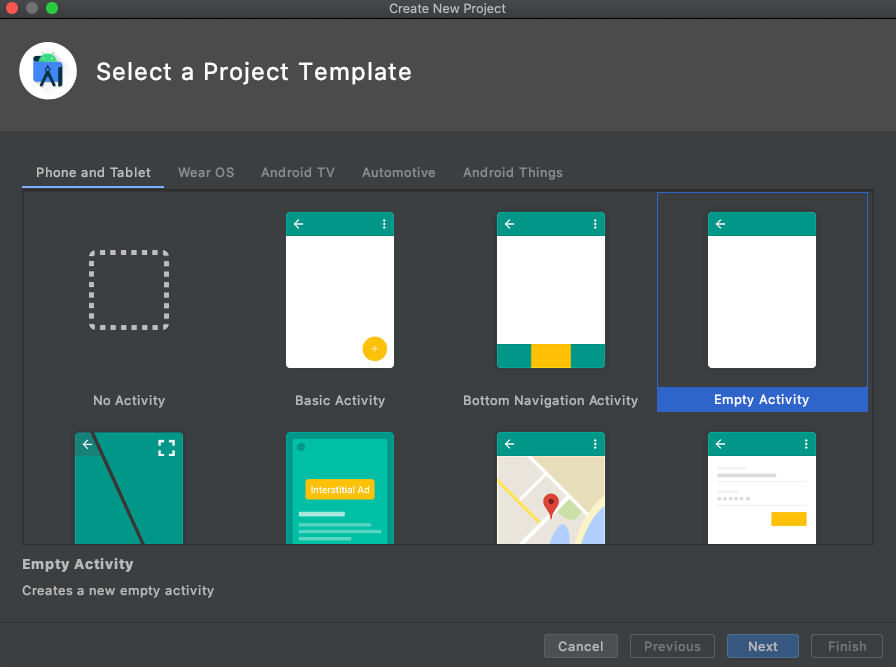 Create New Project
Select a Project Template
Phone and Tablet Wear OS Android TV Automotive Android Things
No Activity Basic Activity Bottom Navigation Activity Empty Activity
Interstitial Ad
Empty Activity
Creates a new empty activity
Cancel Previous Next Finish